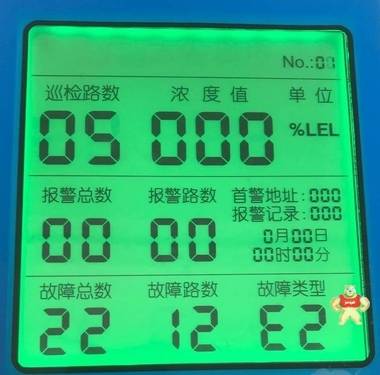 No.:07
巡检路数 浓度值 单位
05 000 %LEL
报警总数 报警路数 首警地址:000
报警记录:000
00 00 0月00日
00时00分
故障总数 故障路数 故障类型
22 12 E2